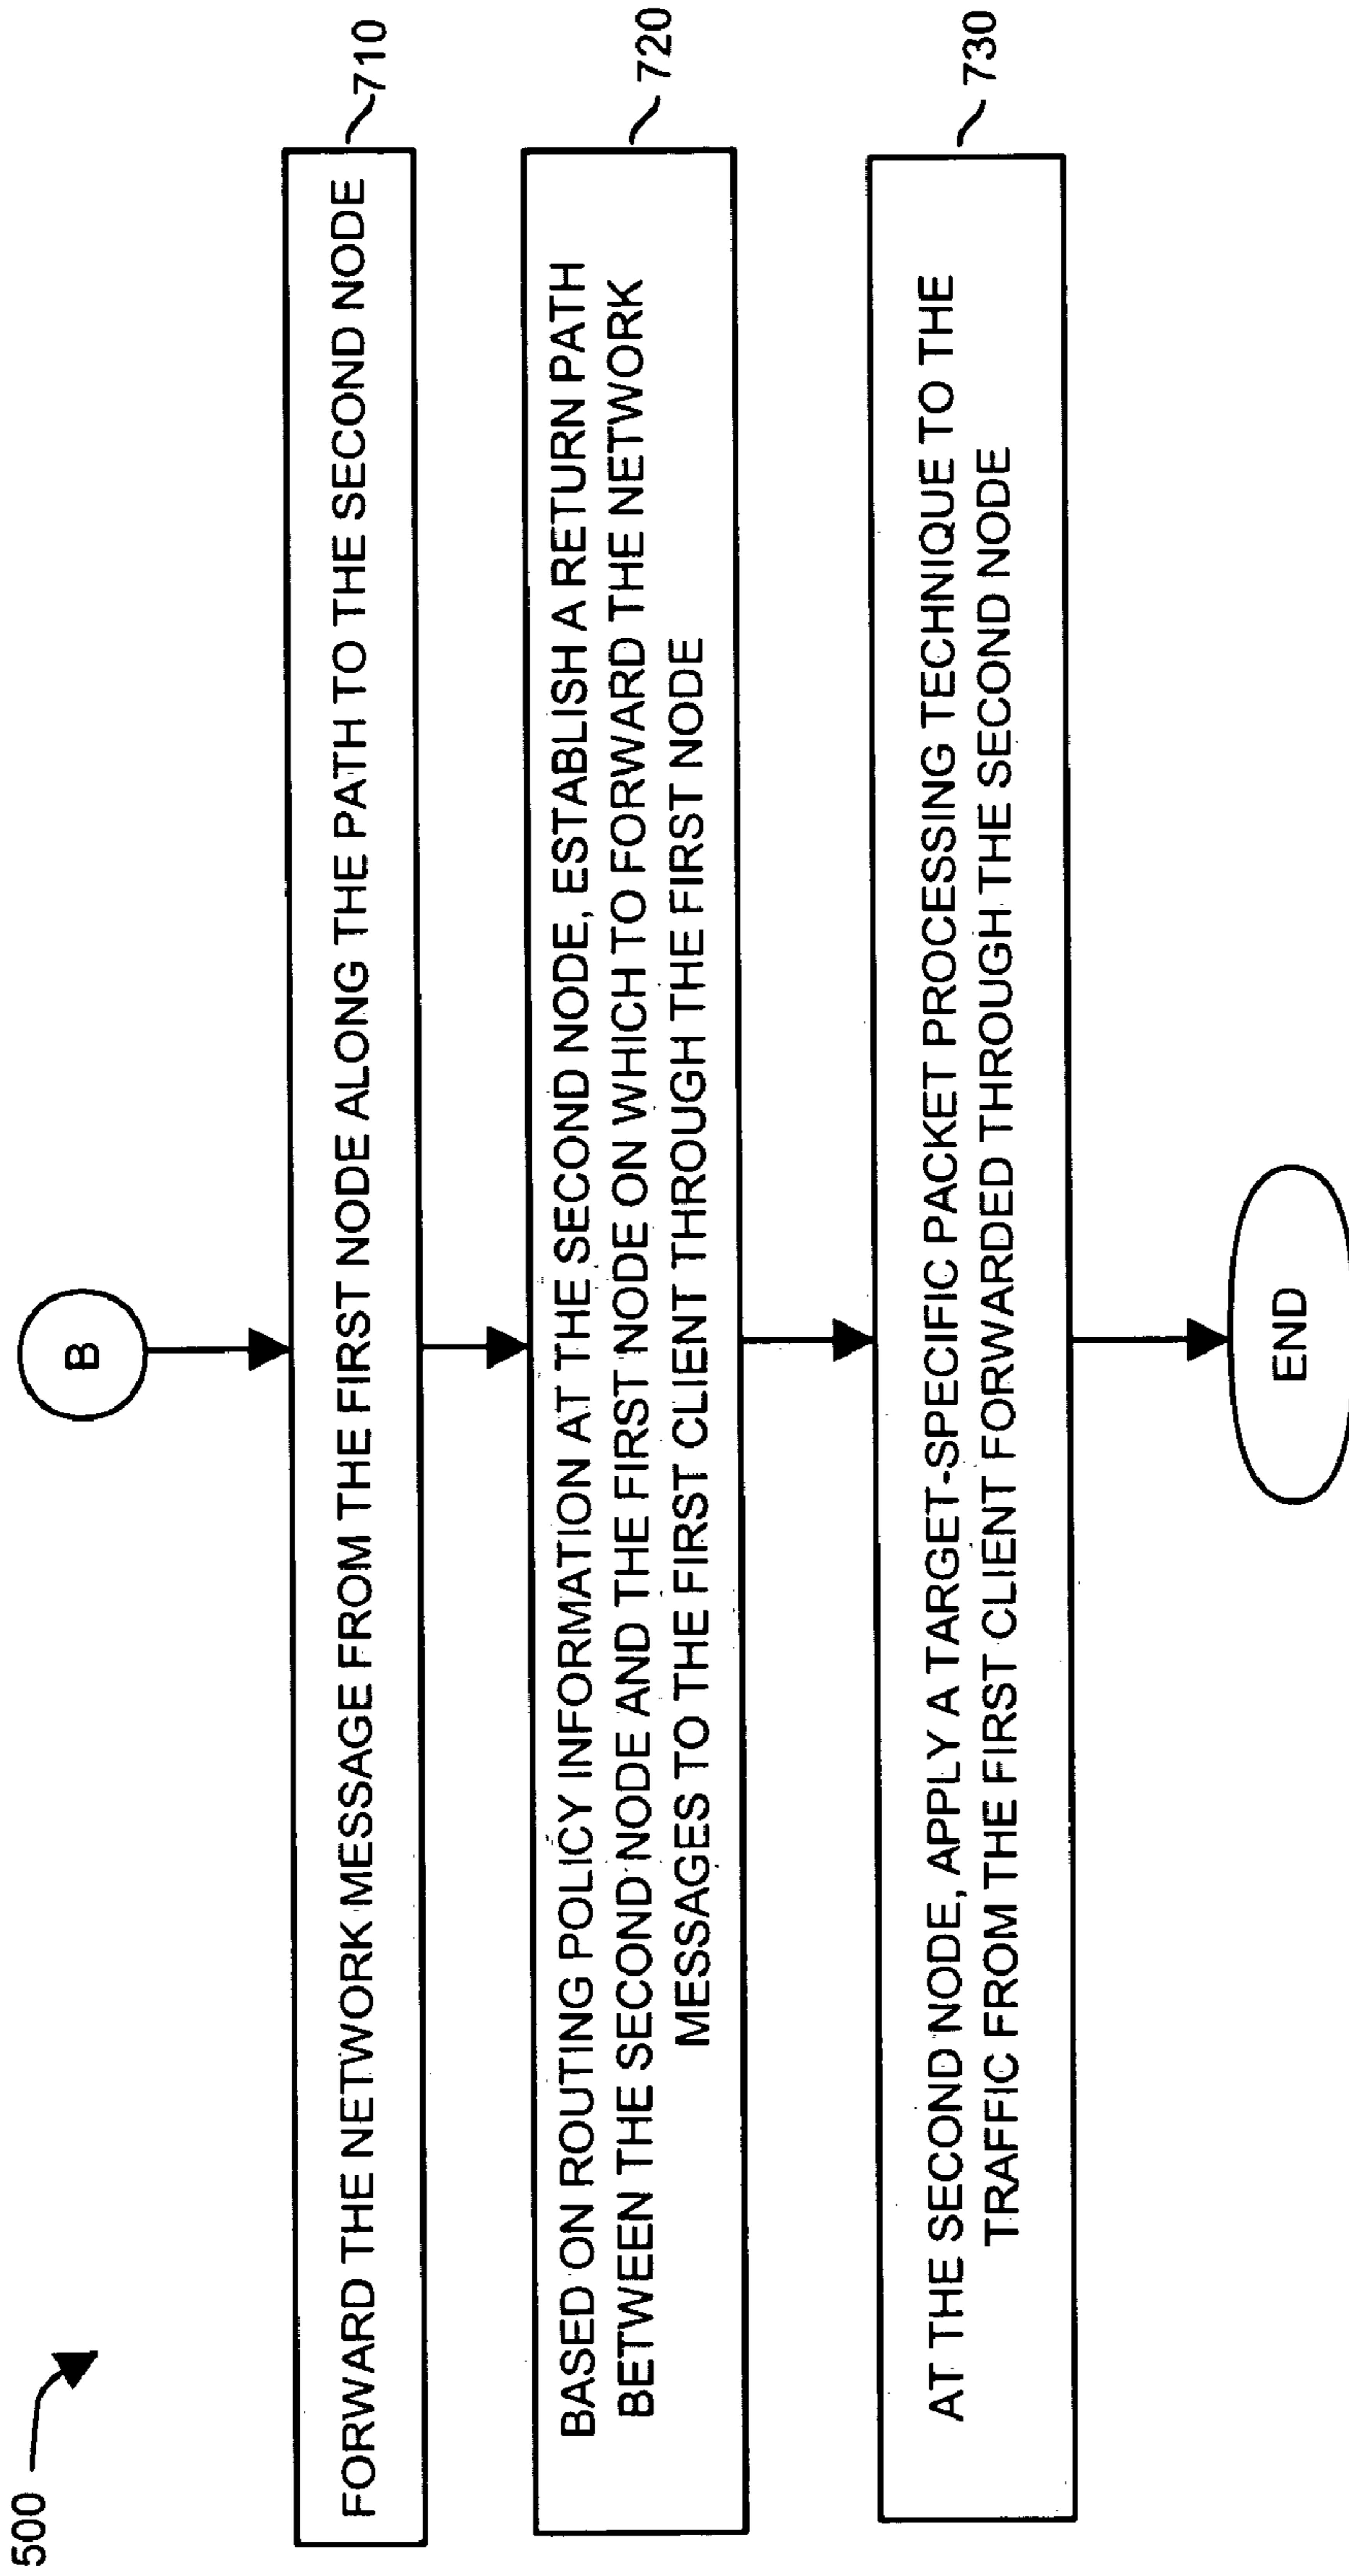 500
B
FORWARD THE NETWORK MESSAGE FROM THE FIRST NODE ALONG THE PATH TO THE SECOND NODE
710
BASED ON ROUTING POLICY INFORMATION AT THE SECOND NODE, ESTABLISH A RETURN PATH
BETWEEN THE SECOND NODE AND THE FIRST NODE ON WHICH TO FORWARD THE NETWORK
MESSAGES TO THE FIRST CLIENT THROUGH THE FIRST NODE
720
AT THE SECOND NODE, APPLY A TARGET-SPECIFIC PACKET PROCESSING TECHNIQUE TO THE
TRAFFIC FROM THE FIRST CLIENT FORWARDED THROUGH THE SECOND NODE
730
END